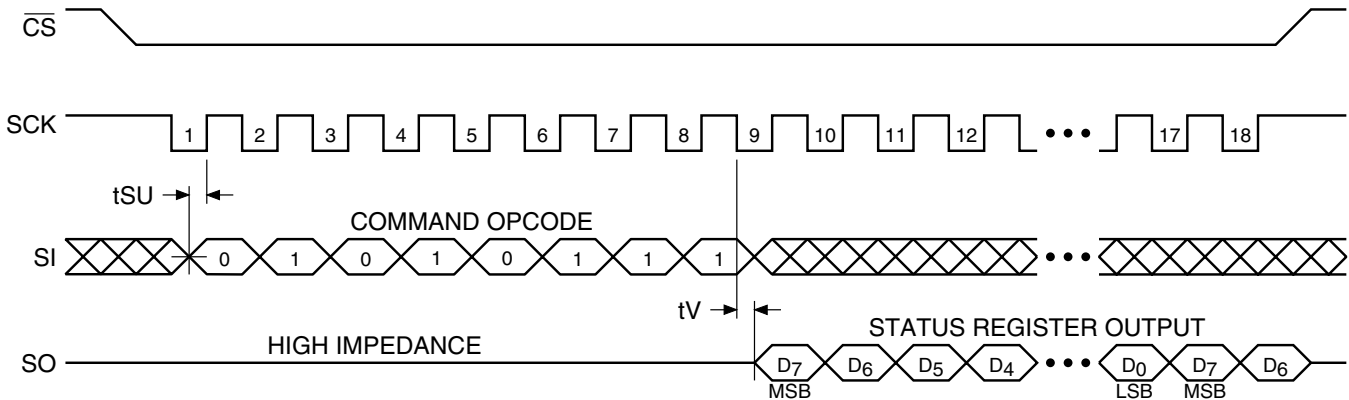 CS
SCK 1 2 3 4 5 6 7 8 9 10 11 12 ••• 17 18
tSU
COMMAND OPCODE
SI 0 1 0 1 0 1 1 1 •••
tV
HIGH IMPEDANCE
STATUS REGISTER OUTPUT
SO D7 D6 D5 D4 ••• D0 D7 D6
MSB LSB MSB